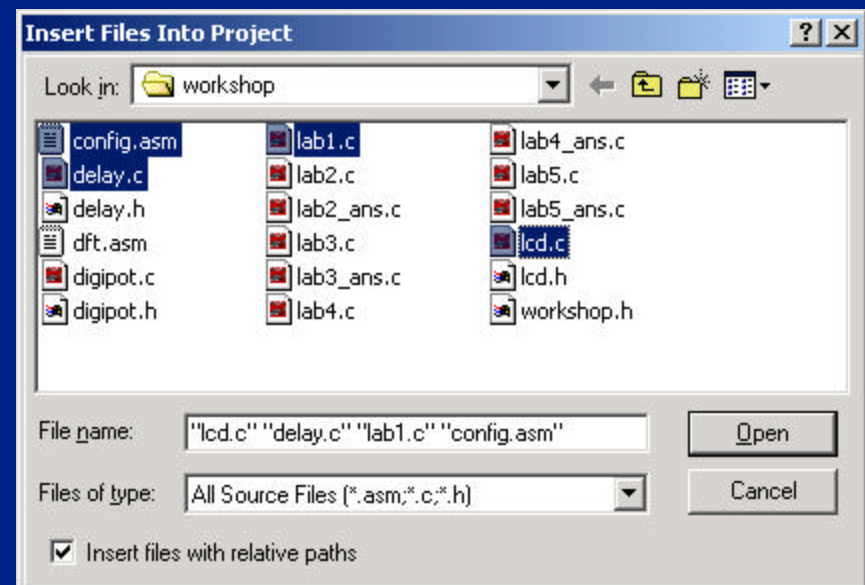 Insert Files Into Project
Look in: workshop
config.asm
delay.c
delay.h
dft.asm
digipot.c
digipot.h
lab1.c
lab2.c
lab2_ans.c
lab3.c
lab3_ans.c
lab4.c
lab4_ans.c
lab5.c
lab5_ans.c
lcd.c
lcd.h
workshop.h
File name: "lcd.c" "delay.c" "lab1.c" "config.asm" Open
Files of type: All Source Files (*.asm;*.c;*.h) Cancel
Insert files with relative paths